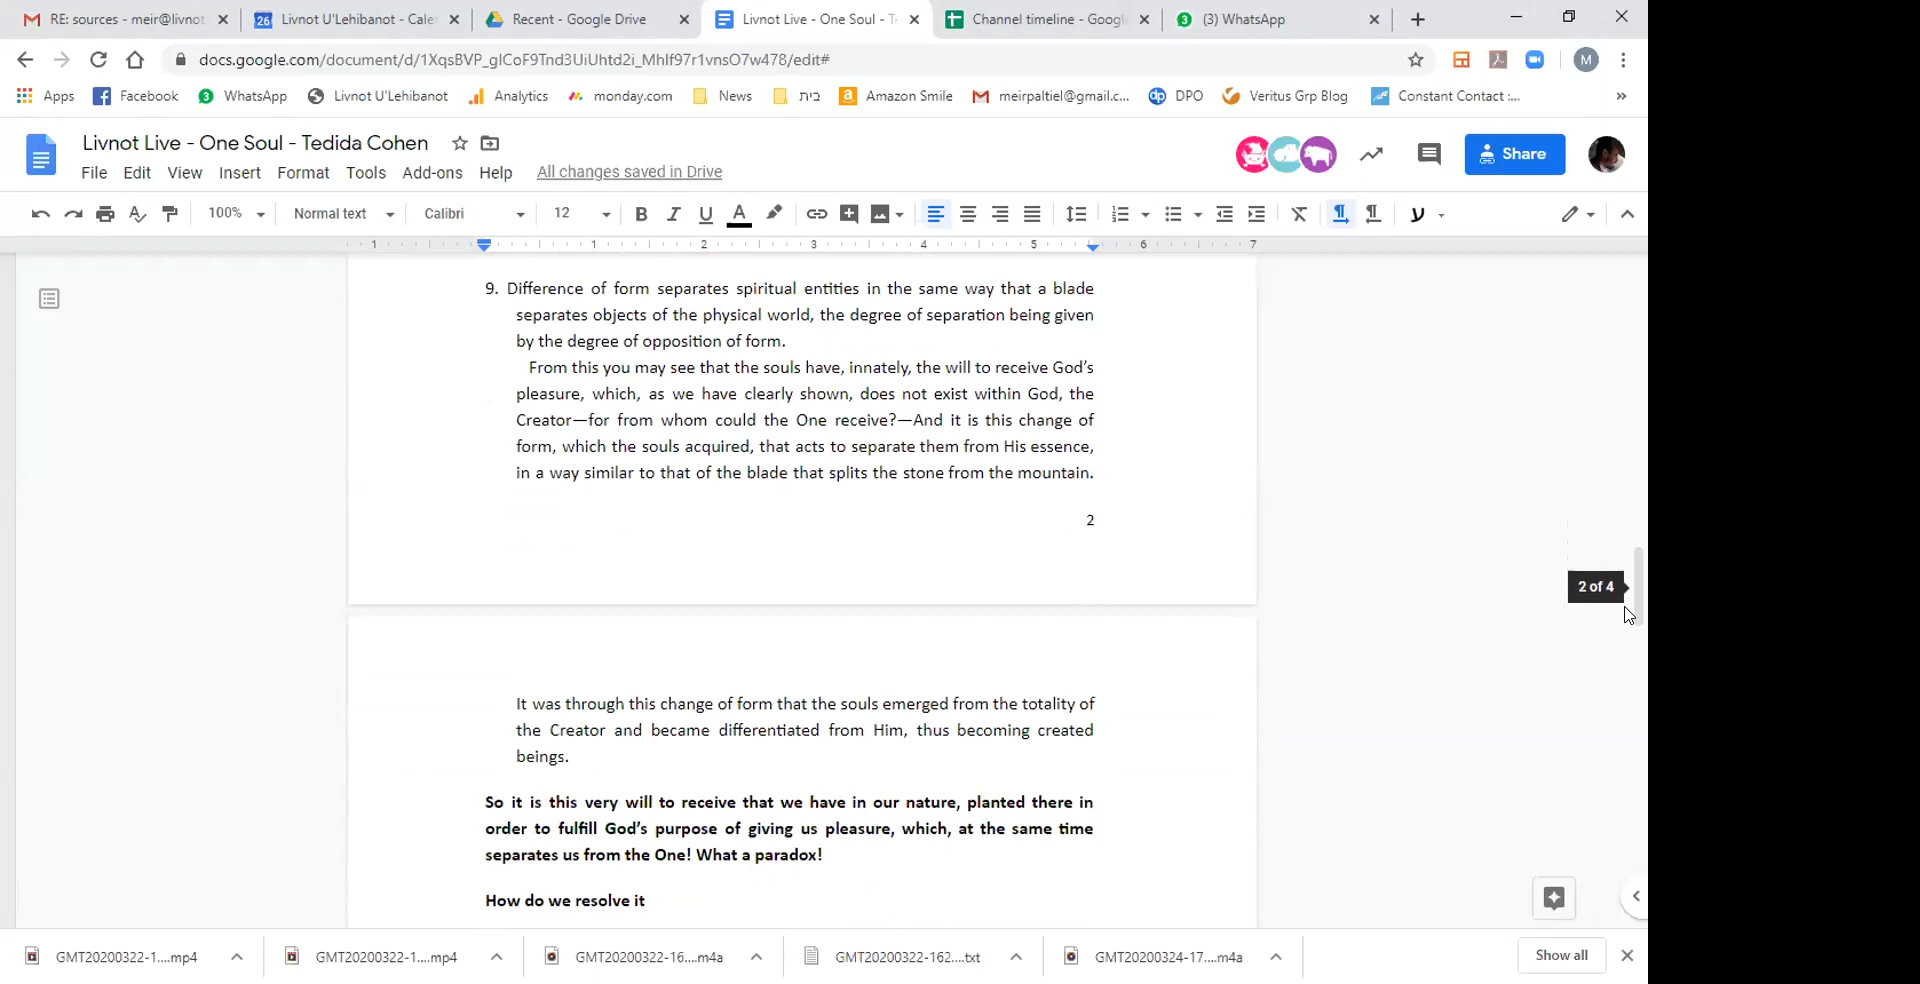 RE: sources - meir@livnot
Livnot U'Lehibanot - Cale
Recent - Google Drive
Livnot Live - One Soul - Te
Channel timeline - Google
(3) WhatsApp
docs.google.com/document/d/1XqsBVP_gICoF9Tnd3UiUhtd2i_MhIf97r1vnsO7w478/edit#
M
Apps
Facebook
3 WhatsApp
Livnot U'Lehibanot
Analytics
monday.com
News
בית
Amazon Smile
meirpaltiel@gmail.c...
DPO
Veritus Grp Blog
Constant Contact :...
»
Livnot Live - One Soul - Tedida Cohen
Share
File Edit View Insert Format Tools Add-ons Help All changes saved in Drive
100% Normal text Calibri 12 B I U A
1 1 2 3 4 5 6 7
9. Difference of form separates spiritual entities in the same way that a blade
separates objects of the physical world, the degree of separation being given
by the degree of opposition of form.
From this you may see that the souls have, innately, the will to receive God's
pleasure, which, as we have clearly shown, does not exist within God, the
Creator—for from whom could the One receive?—And it is this change of
form, which the souls acquired, that acts to separate them from His essence,
in a way similar to that of the blade that splits the stone from the mountain.
2
2 of 4
It was through this change of form that the souls emerged from the totality of
the Creator and became differentiated from Him, thus becoming created
beings.
So it is this very will to receive that we have in our nature, planted there in
order to fulfill God's purpose of giving us pleasure, which, at the same time
separates us from the One! What a paradox!
How do we resolve it
GMT20200322-1....mp4
GMT20200322-1....mp4
GMT20200322-16....m4a
GMT20200322-162....txt
GMT20200324-17....m4a
Show all